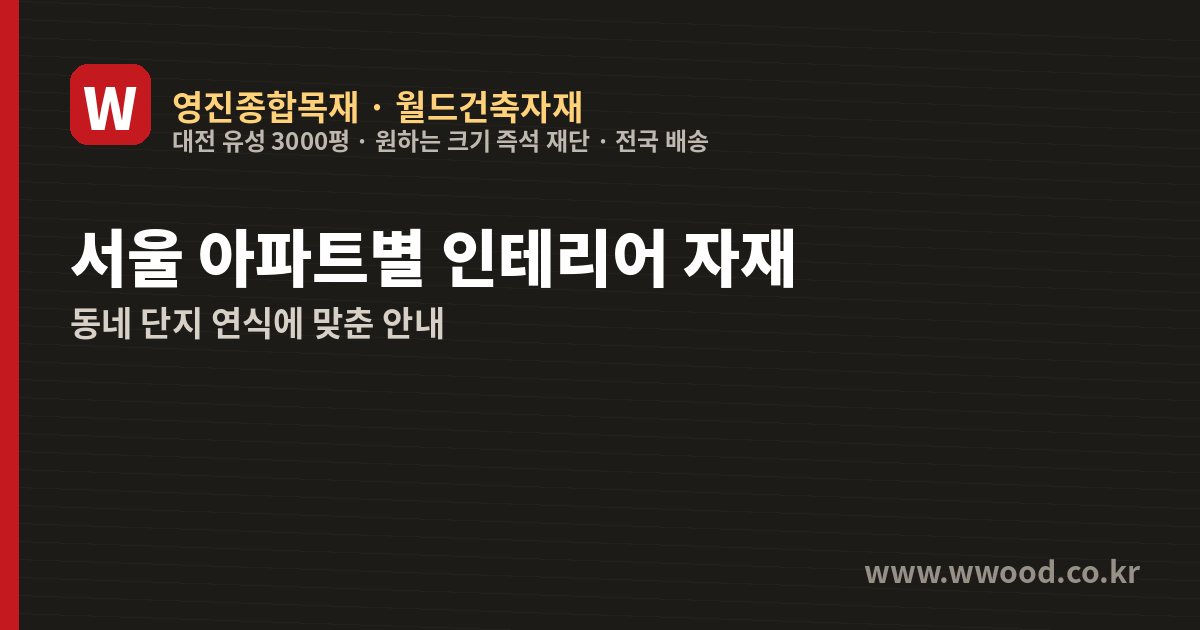 W
영진종합목재 · 월드건축자재
대전 유성 3000평 · 원하는 크기 즉석 재단 · 전국 배송
서울 아파트별 인테리어 자재
동네 단지 연식에 맞춘 안내
www.wwood.co.kr